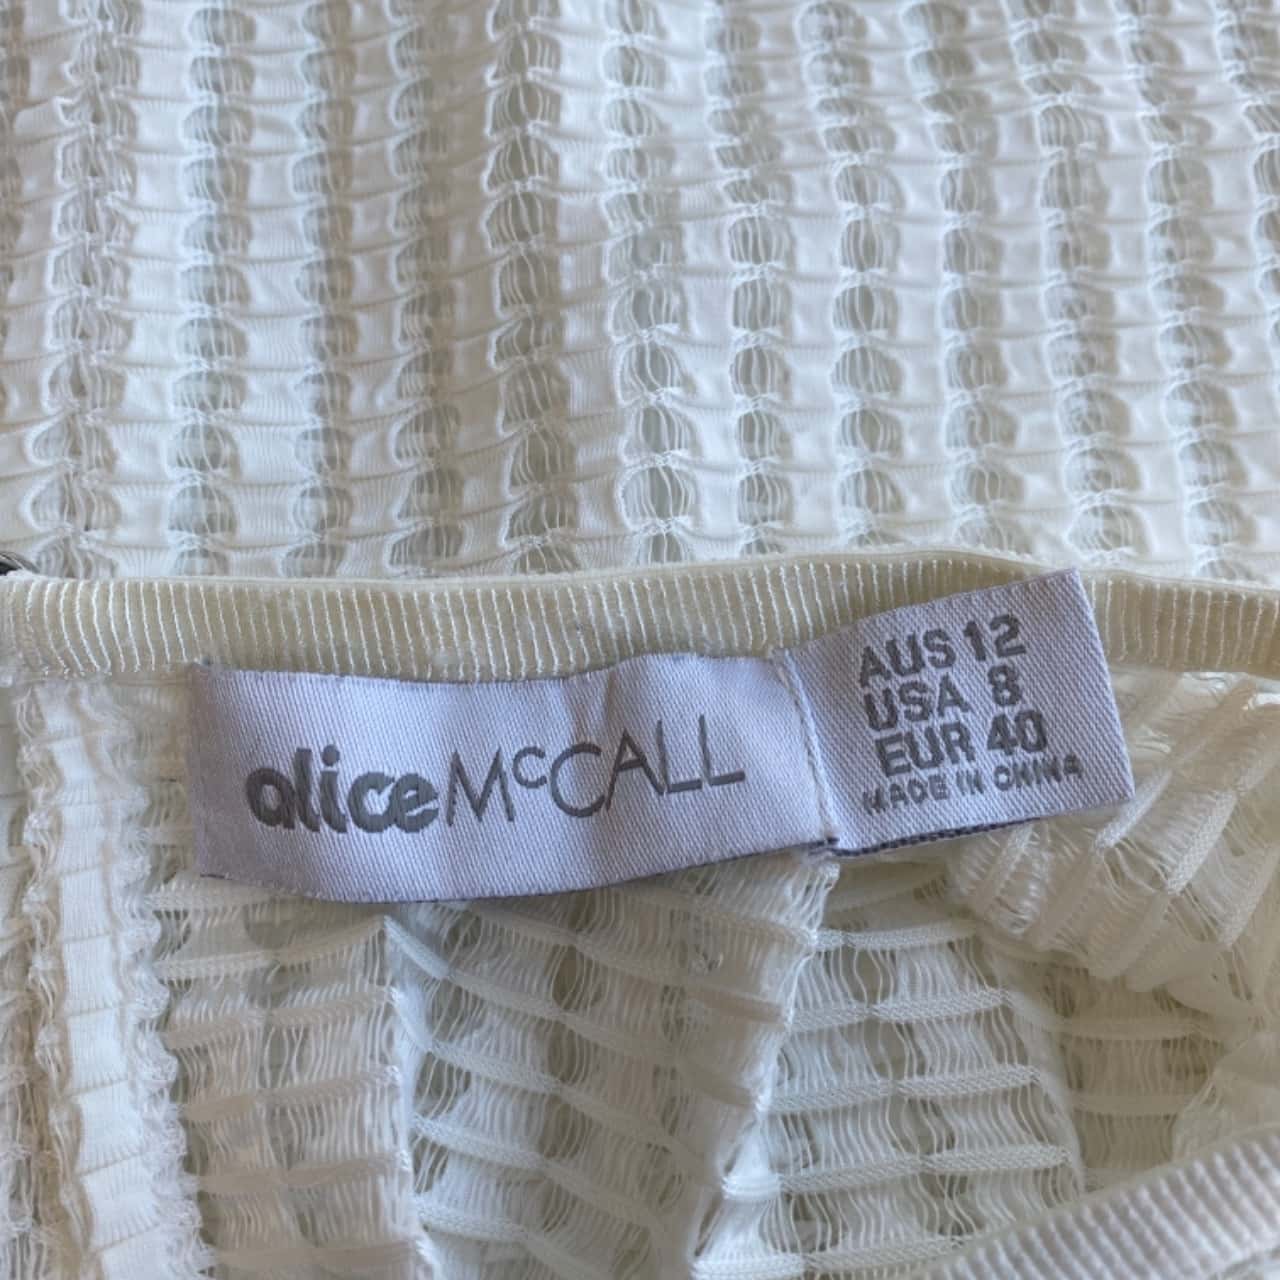 alice McCALL
AUS 12
USA 8
EUR 40
MADE IN CHINA